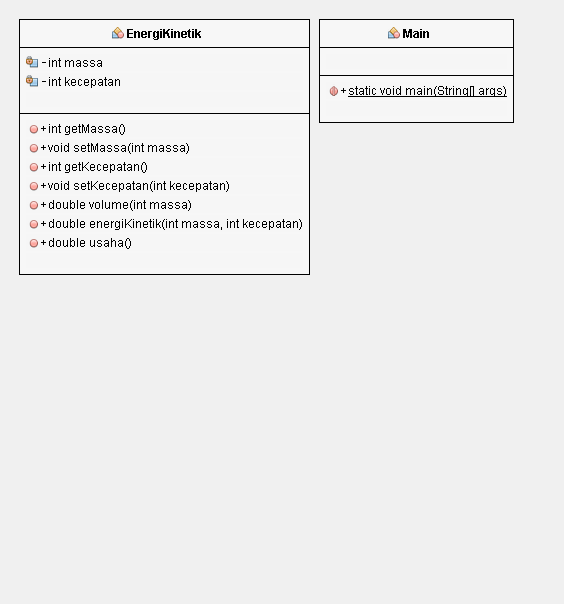 EnergiKinetik
- int massa
- int kecepatan
+ int getMassa()
+ void setMassa(int massa)
+ int getKecepatan()
+ void setKecepatan(int kecepatan)
+ double volume(int massa)
+ double energiKinetik(int massa, int kecepatan)
+ double usaha()
Main
+ static void main(String[] args)